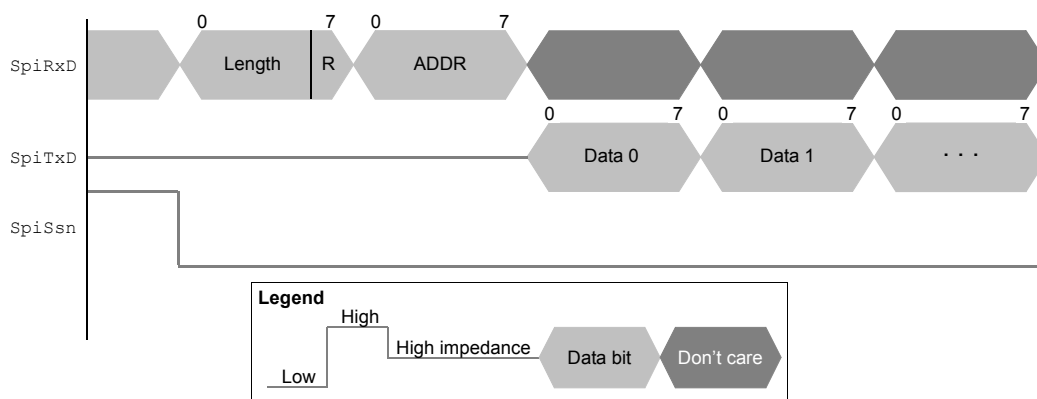 0 7 0 7
SpiRxD Length R ADDR
0 7 0 7 0 7
SpiTxD Data 0 Data 1 . . .
SpiSsn
Legend
High
High impedance Data bit Don't care
Low